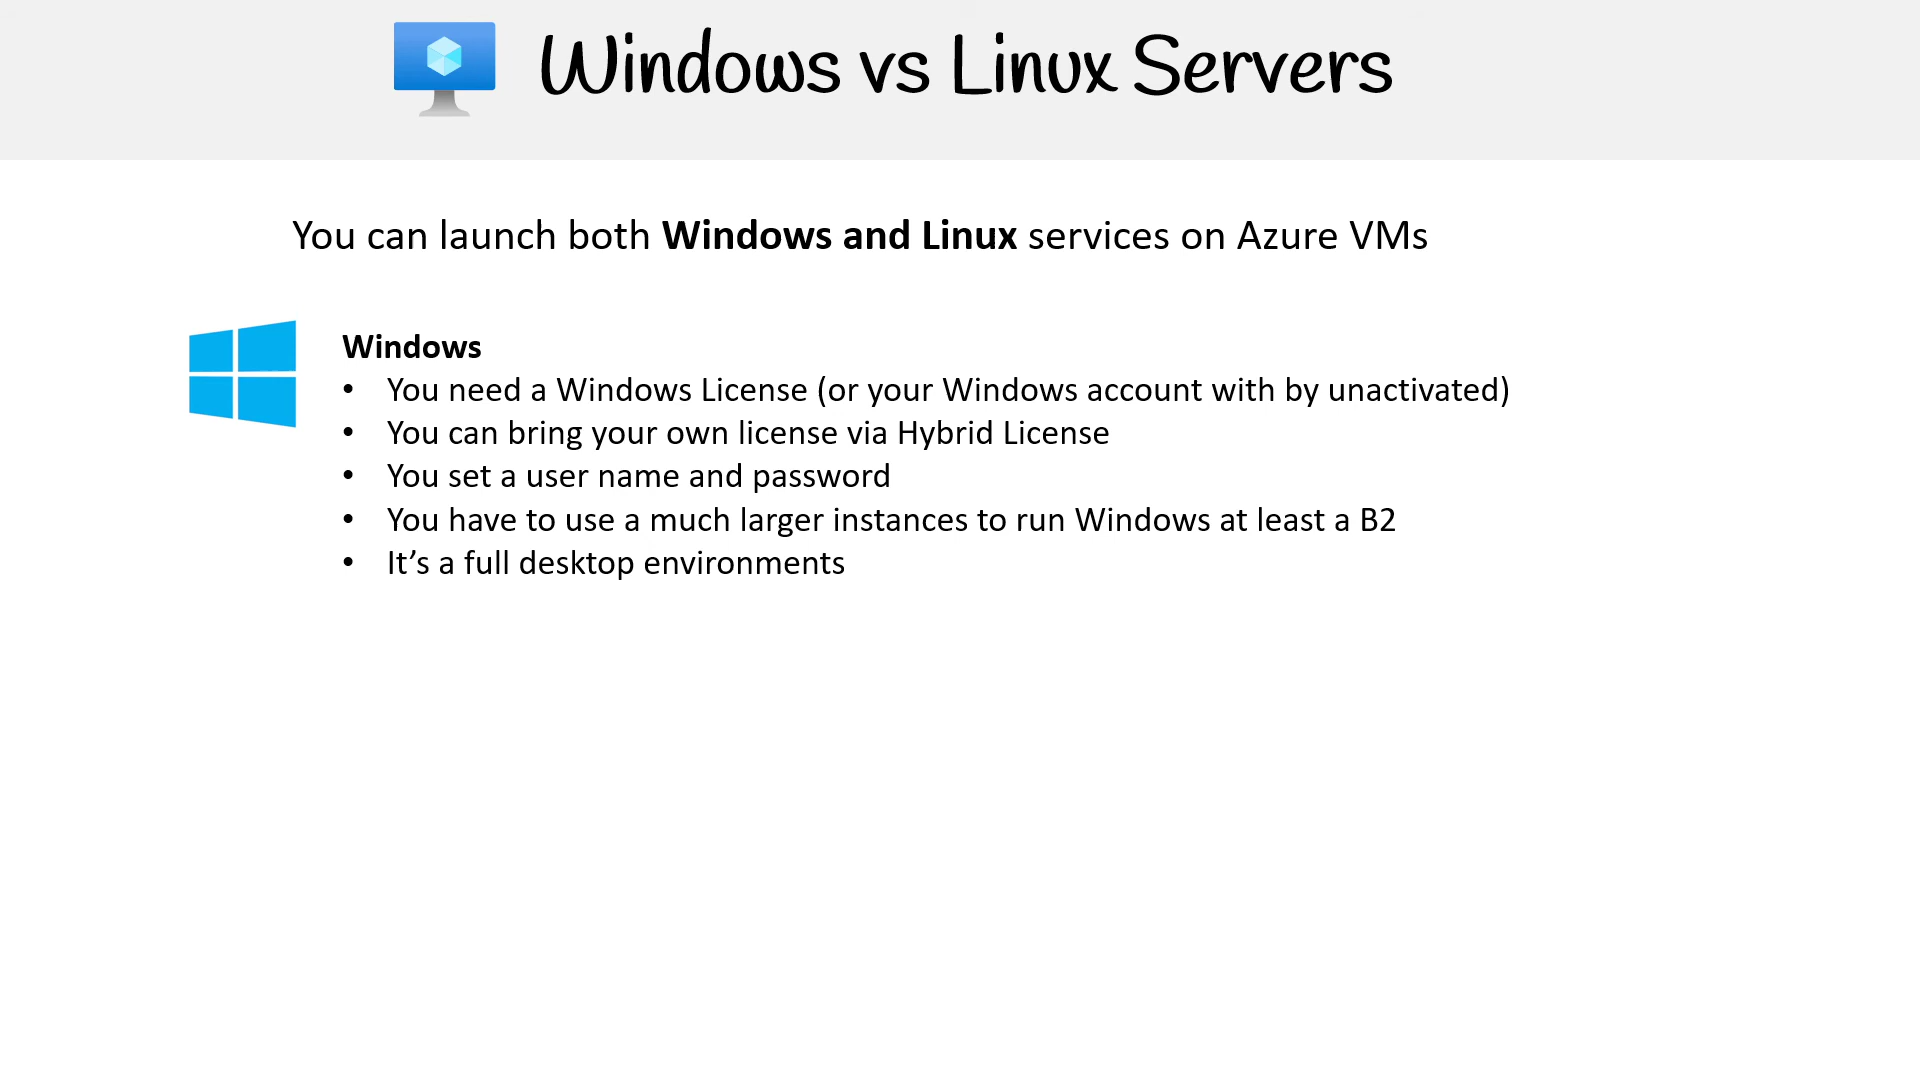 Windows vs Linux Servers
You can launch both Windows and Linux services on Azure VMs
Windows
• You need a Windows License (or your Windows account with by unactivated)
• You can bring your own license via Hybrid License
• You set a user name and password
• You have to use a much larger instances to run Windows at least a B2
• It’s a full desktop environments